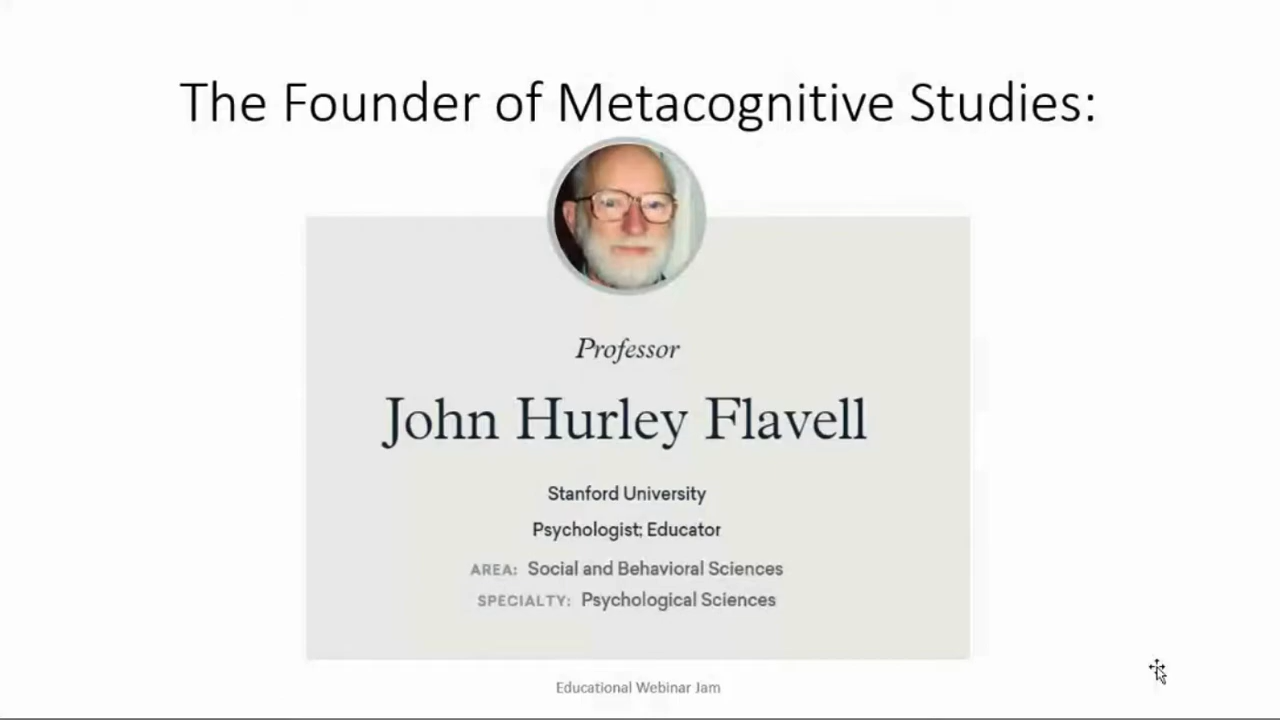 The Founder of Metacognitive Studies:
Professor
John Hurley Flavell
Stanford University
Psychologist; Educator
AREA: Social and Behavioral Sciences
SPECIALTY: Psychological Sciences
Educational Webinar Jam